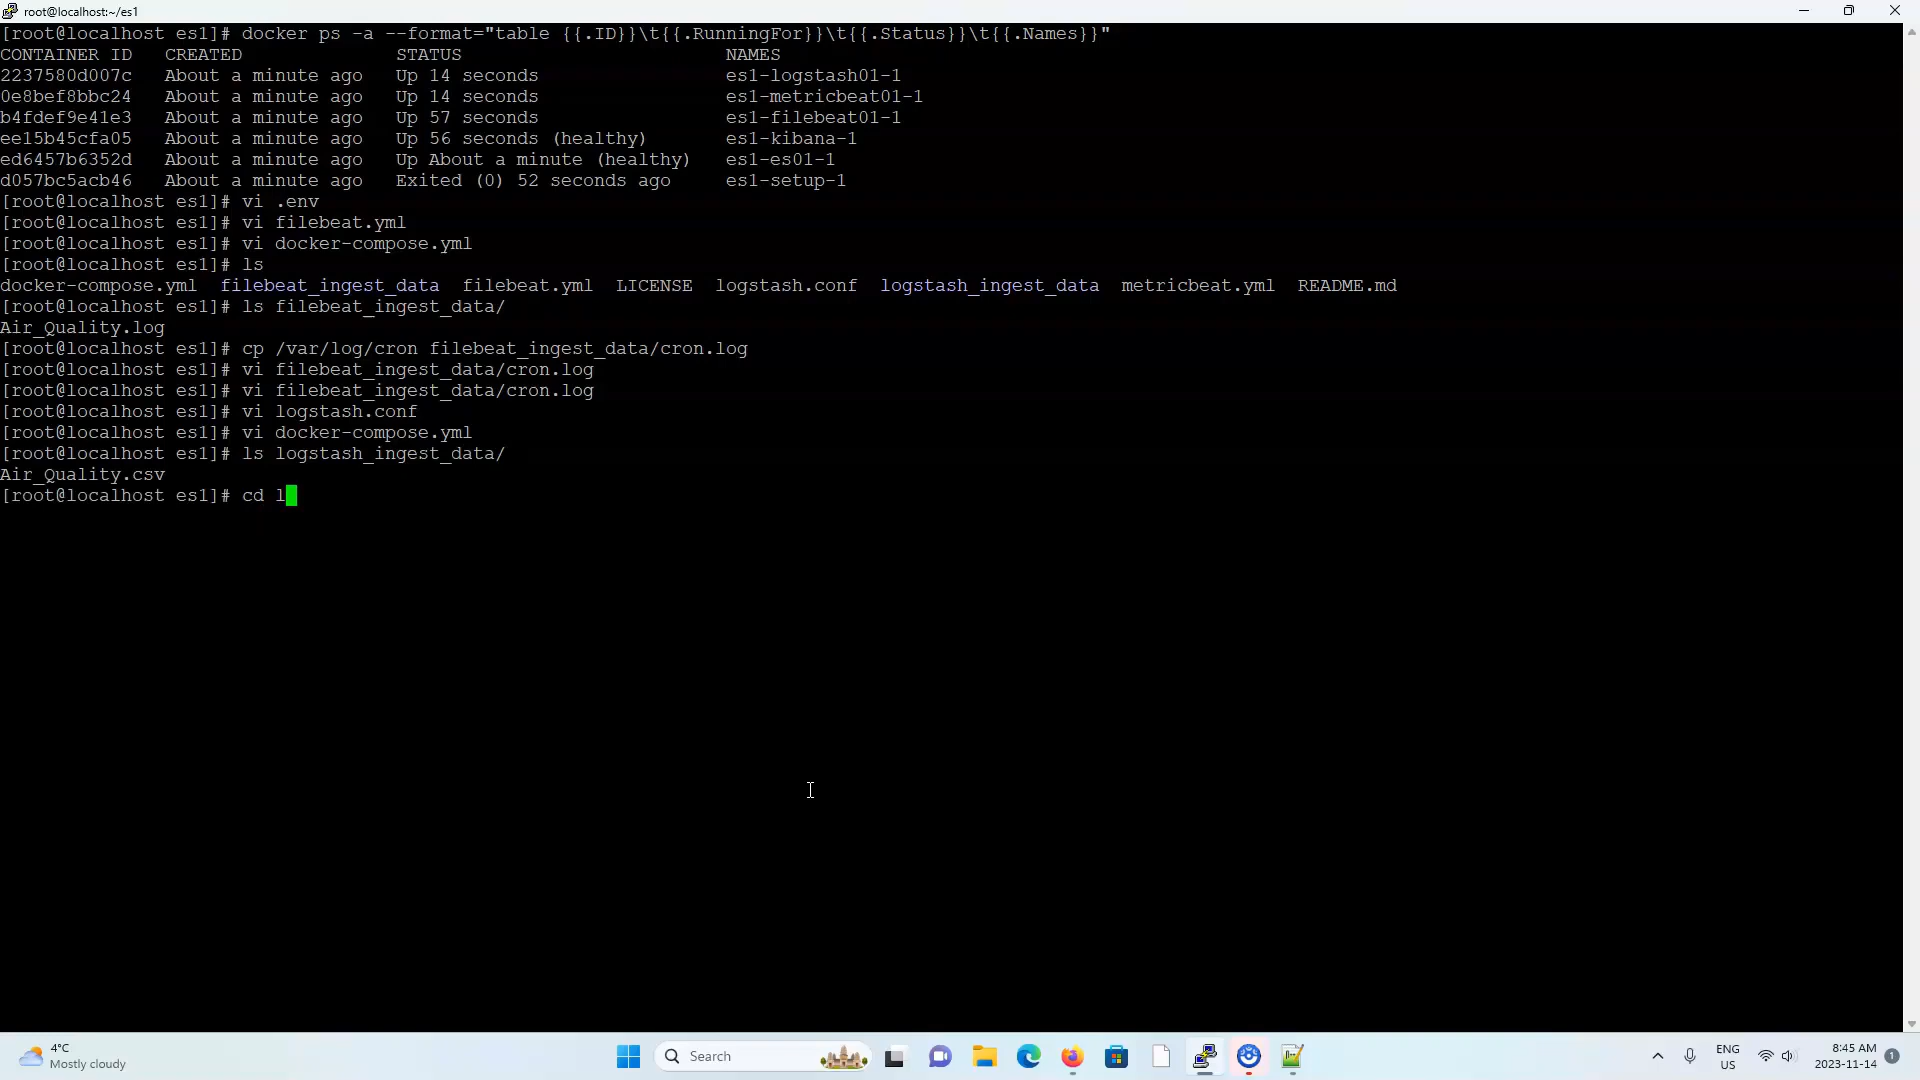 root@localhost:~/es1
[root@localhost es1]# docker ps -a --format="table {{.ID}}\t{{.RunningFor}}\t{{.Status}}\t{{.Names}}"
CONTAINER ID   CREATED              STATUS                        NAMES
2237580d007c   About a minute ago   Up 14 seconds                 es1-logstash01-1
0e8bef8bbc24   About a minute ago   Up 14 seconds                 es1-metricbeat01-1
b4fdef9e41e3   About a minute ago   Up 57 seconds                 es1-filebeat01-1
ee15b45cfa05   About a minute ago   Up 56 seconds (healthy)       es1-kibana-1
ed6457b6352d   About a minute ago   Up About a minute (healthy)   es1-es01-1
d057bc5acb46   About a minute ago   Exited (0) 52 seconds ago     es1-setup-1
[root@localhost es1]# vi .env
[root@localhost es1]# vi filebeat.yml
[root@localhost es1]# vi docker-compose.yml
[root@localhost es1]# ls
docker-compose.yml  filebeat_ingest_data  filebeat.yml  LICENSE  logstash.conf  logstash_ingest_data  metricbeat.yml  README.md
[root@localhost es1]# ls filebeat_ingest_data/
Air_Quality.log
[root@localhost es1]# cp /var/log/cron filebeat_ingest_data/cron.log
[root@localhost es1]# vi filebeat_ingest_data/cron.log
[root@localhost es1]# vi filebeat_ingest_data/cron.log
[root@localhost es1]# vi logstash.conf
[root@localhost es1]# vi docker-compose.yml
[root@localhost es1]# ls logstash_ingest_data/
Air_Quality.csv
[root@localhost es1]# cd l
4°C
Mostly cloudy
Search
ENG
US
8:45 AM
2023-11-14
1